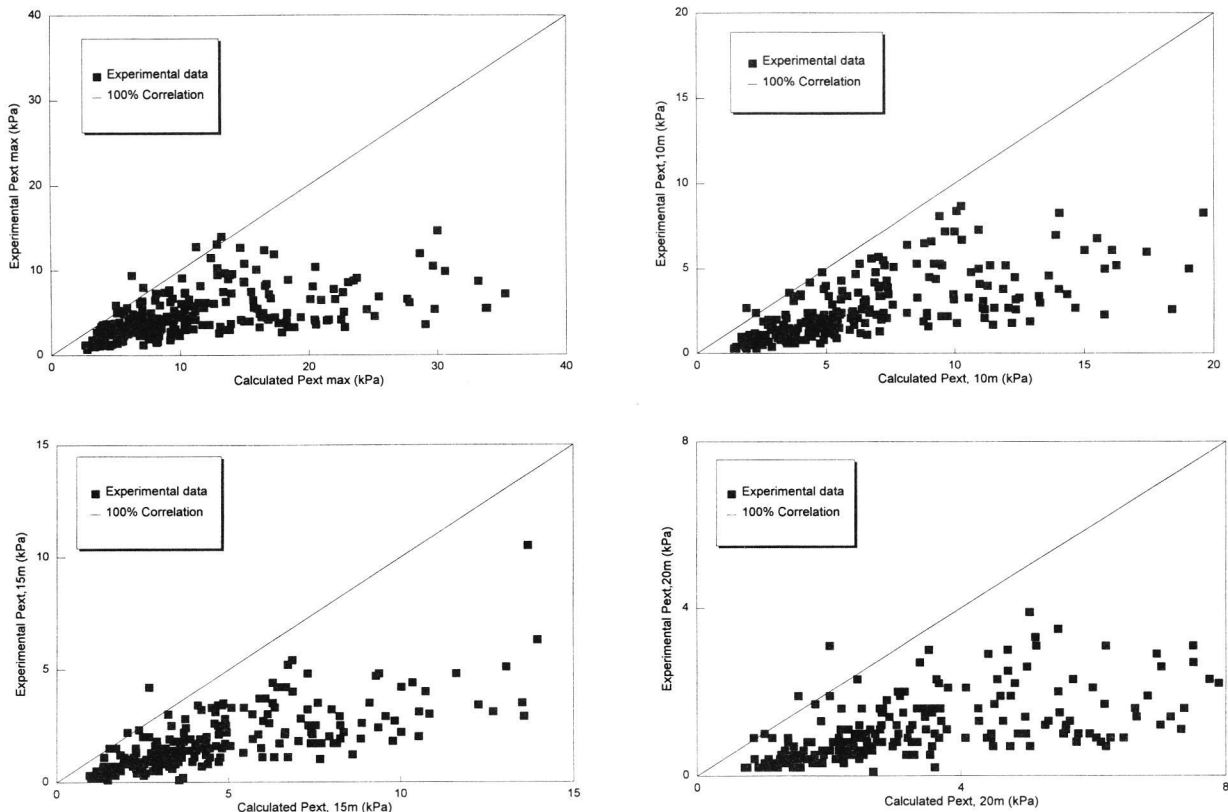 40
30
20
10
0
Experimental Pext max (kPa)
Experimental data
100% Correlation
0 10 20 30 40
Calculated Pext max (kPa)
20
15
10
5
0
Experimental Pext,10m (kPa)
Experimental data
100% Correlation
0 5 10 15 20
Calculated Pext, 10m (kPa)
15
10
5
0
Experimental Pext,15m (kPa)
Experimental data
100% Correlation
0 5 10 15
Calculated Pext, 15m (kPa)
8
4
0
Experimental Pext,20m (kPa)
Experimental data
100% Correlation
0 4 8
Calculated Pext, 20m (kPa)